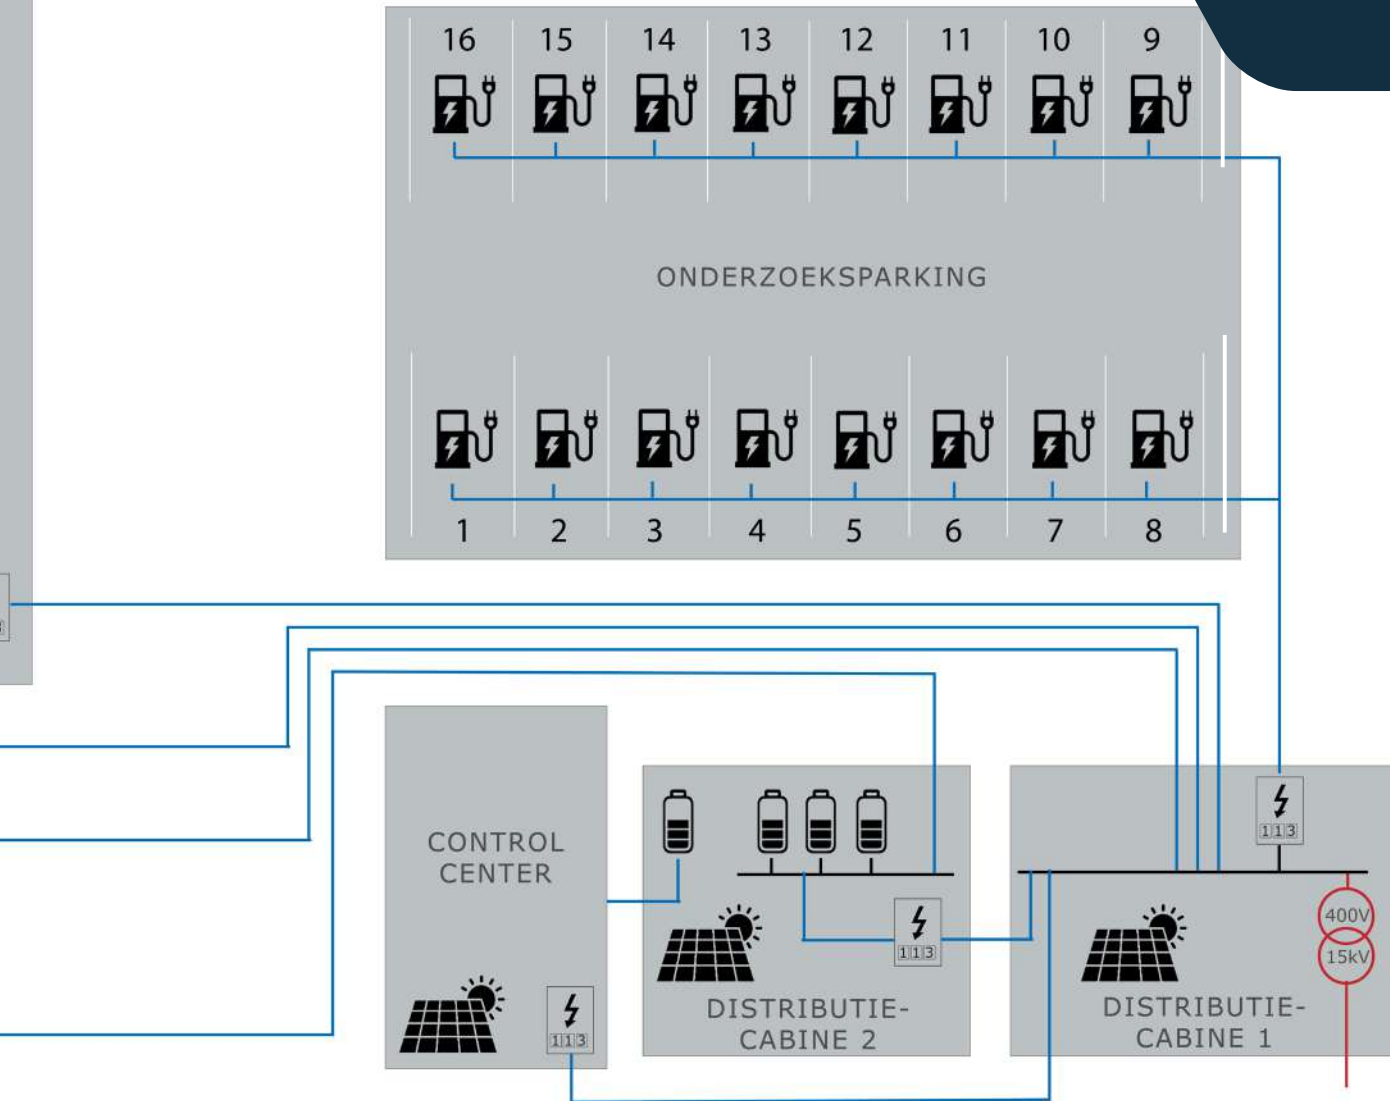 16 15 14 13 12 11 10 9
ONDERZOEKSPARKING
1 2 3 4 5 6 7 8
CONTROL
CENTER
113
113
DISTRIBUTIE-
CABINE 2
113
400V
15kV
DISTRIBUTIE-
CABINE 1